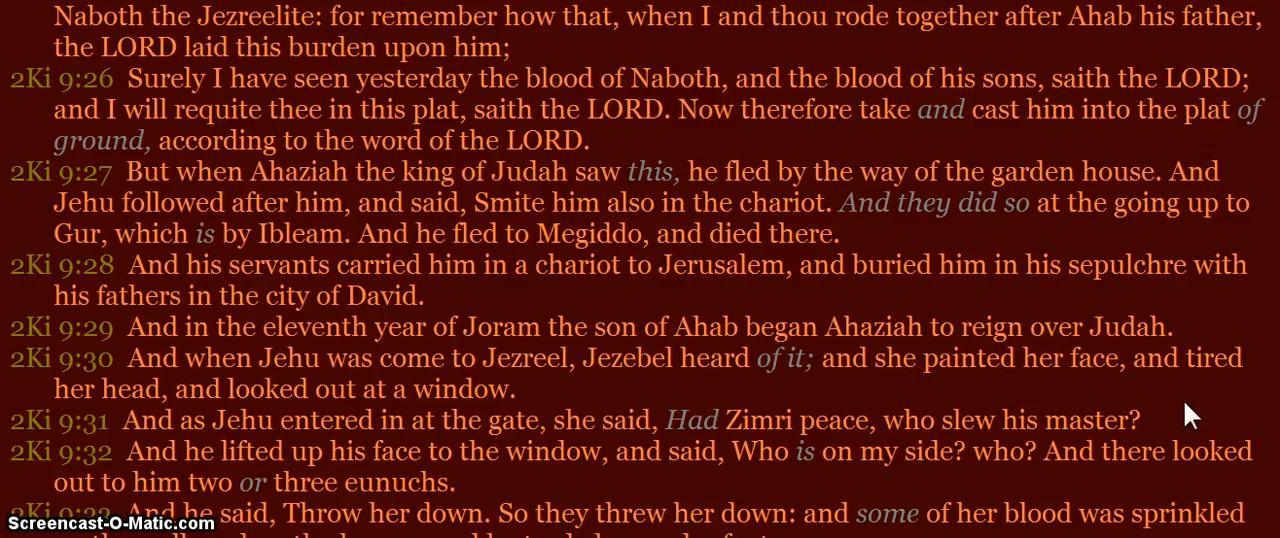 Naboth the Jezreelite: for remember how that, when I and thou rode together after Ahab his father,
the LORD laid this burden upon him;
2Ki 9:26 Surely I have seen yesterday the blood of Naboth, and the blood of his sons, saith the LORD;
and I will requite thee in this plat, saith the LORD. Now therefore take and cast him into the plat of
ground, according to the word of the LORD.
2Ki 9:27 But when Ahaziah the king of Judah saw this, he fled by the way of the garden house. And
Jehu followed after him, and said, Smite him also in the chariot. And they did so at the going up to
Gur, which is by Ibleam. And he fled to Megiddo, and died there.
2Ki 9:28 And his servants carried him in a chariot to Jerusalem, and buried him in his sepulchre with
his fathers in the city of David.
2Ki 9:29 And in the eleventh year of Joram the son of Ahab began Ahaziah to reign over Judah.
2Ki 9:30 And when Jehu was come to Jezreel, Jezebel heard of it; and she painted her face, and tired
her head, and looked out at a window.
2Ki 9:31 And as Jehu entered in at the gate, she said, Had Zimri peace, who slew his master?
2Ki 9:32 And he lifted up his face to the window, and said, Who is on my side? who? And there looked
out to him two or three eunuchs.
And he said, Throw her down. So they threw her down: and some of her blood was sprinkled
Screencast-O-Matic.com